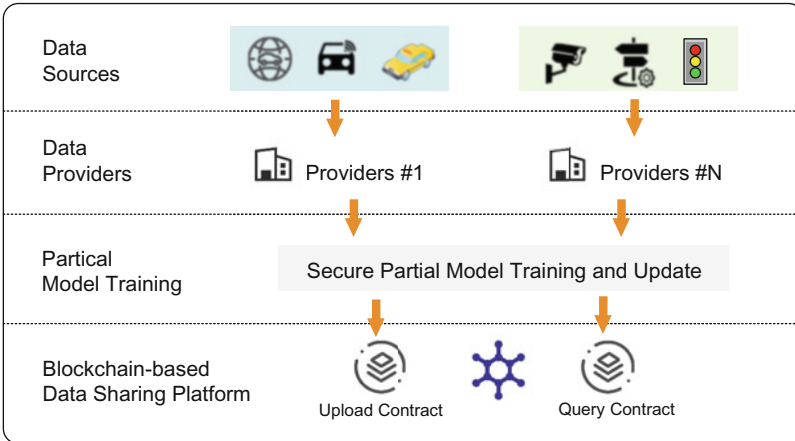 Data
Sources
Data
Providers
Providers #1
Providers #N
Partical
Model Training
Secure Partial Model Training and Update
Blockchain-based
Data Sharing Platform
Upload Contract
Query Contract